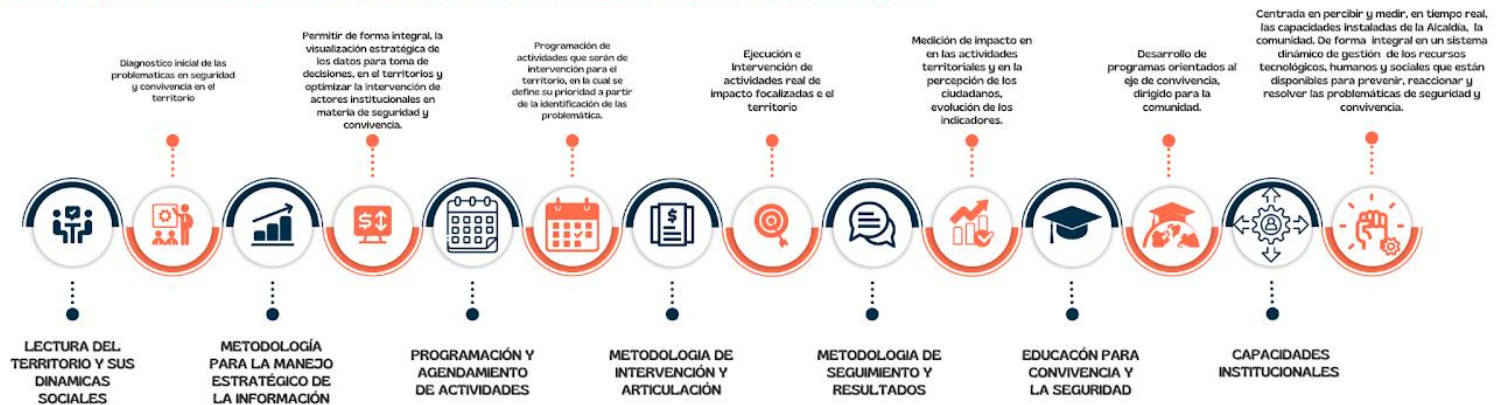 Diagnostico inicial de las
problematicas en seguridad
y convivencia en el
territorio
Permitir de forma integral, la
visualización estratégica de
los datos para toma de
decisiones, en el territorios y
optimizar la intervención de
actores institucionales en
materia de seguridad y
convivencia.
Programación de
actividades que serán de
intervención para el
territorio, en la cual se
define su prioridad a partir
de la identificación de las
problemática.
Ejecución e
Intervención de
actividades real de
impacto focalizadas e el
territorio
Medición de impacto en
en las actividades
territoriales y en la
percepción de los
ciudadanos,
evolución de los
indicadores.
Desarrollo de
programas orientados al
eje de convivencia,
dirigido para la
comunidad.
Centrada en percibir y medir, en tiempo real,
las capacidades instaladas de la Alcaldía, la
comunidad. De forma integral en un sistema
dinámico de gestión de los recursos
tecnológicos, humanos y sociales que están
disponibles para prevenir, reaccionar y
resolver las problemáticas de seguridad y
convivencia.
LECTURA DEL
TERRITORIO Y SUS
DINAMICAS
SOCIALES
METODOLOGÍA
PARA LA MANEJO
ESTRATÉGICO DE
LA INFORMACIÓN
PROGRAMACIÓN Y
AGENDAMIENTO
DE ACTIVIDADES
METODOLOGIA DE
INTERVENCIÓN Y
ARTICULACIÓN
METODOLOGIA DE
SEGUIMIENTO Y
RESULTADOS
EDUCACÓN PARA
CONVIVENCIA Y
LA SEGURIDAD
CAPACIDADES
INSTITUCIONALES